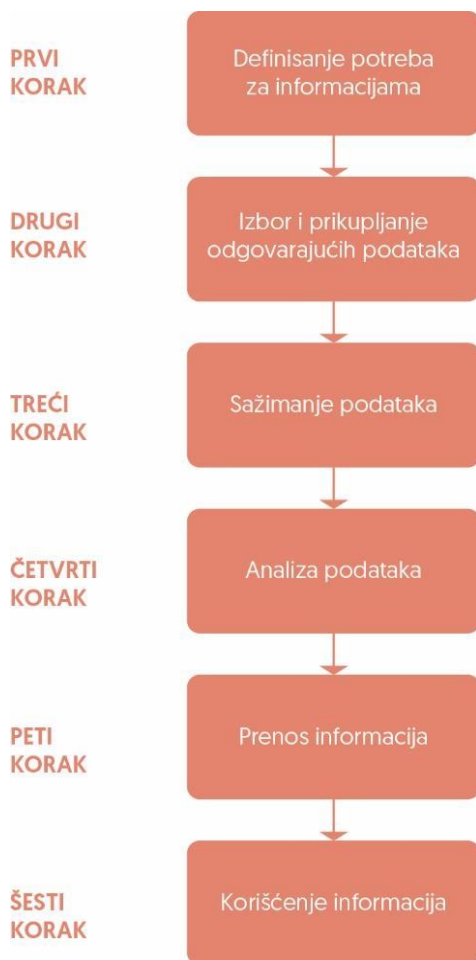 PRVI
KORAK
Definisanje potreba
za informacijama
DRUGI
KORAK
Izbor i prikupljanje
odgovarajućih podataka
TREĆI
KORAK
Sažimanje podataka
ČETVRTI
KORAK
Analiza podataka
PETI
KORAK
Prenos informacija
ŠESTI
KORAK
Korišćenje informacija